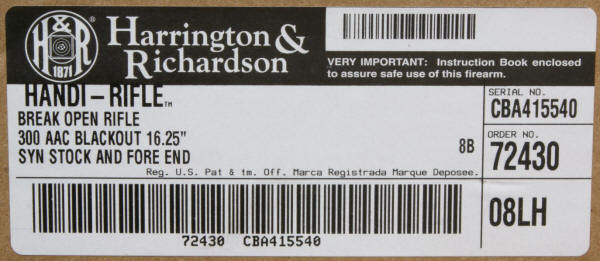 H&R
1871
Harrington &
Richardson
VERY IMPORTANT: Instruction Book enclosed
to assure safe use of this firearm.
HANDI-RIFLE™
BREAK OPEN RIFLE
300 AAC BLACKOUT 16.25"
SYN STOCK AND FORE END
8B
Reg. U.S. Pat & tm. Off. Marca Registrada Marque Deposee.
SERIAL NO.
CBA415540
ORDER NO.
72430
08LH
72430 CBA415540